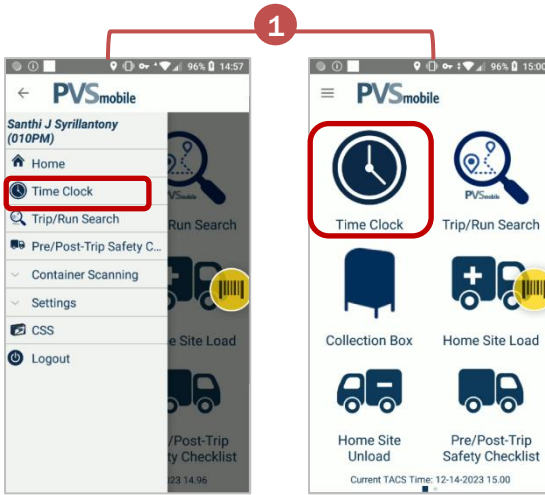 1
96% 14:57
PVSmobile
Santhi J Syrillantony
(010PM)
Home
Time Clock
Trip/Run Search
Pre/Post-Trip Safety C...
Container Scanning
Settings
CSS
Logout
Run Search
e Site Load
/Post-Trip
ty Checklist
23 14.96
96% 15:00
PVSmobile
Time Clock
PVSmobile
Trip/Run Search
Collection Box
Home Site Load
Home Site
Unload
Pre/Post-Trip
Safety Checklist
Current TACS Time: 12-14-2023 15.00